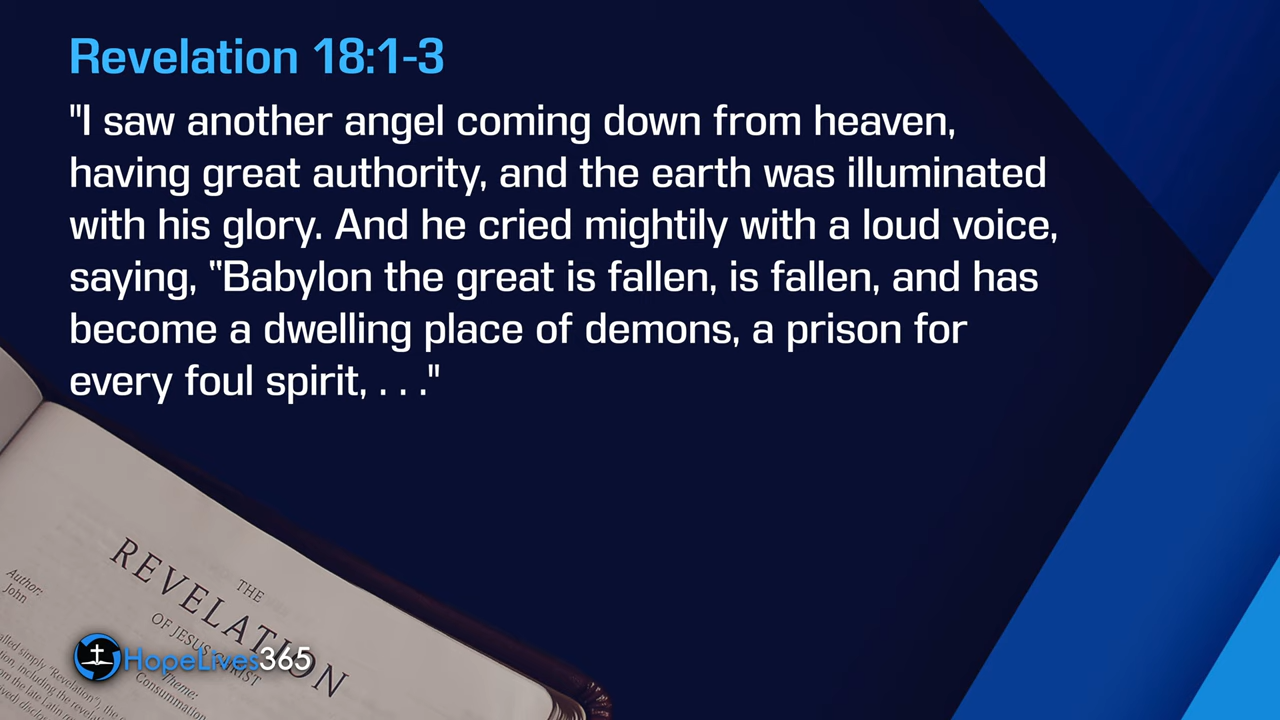 Revelation 18:1-3
"I saw another angel coming down from heaven,
having great authority, and the earth was illuminated
with his glory. And he cried mightily with a loud voice,
saying, "Babylon the great is fallen, is fallen, and has
become a dwelling place of demons, a prison for
every foul spirit, . . ."
THE
REVELATION
OF JESUS CHRIST
Author:
John
Theme:
Consummation
HopeLives365